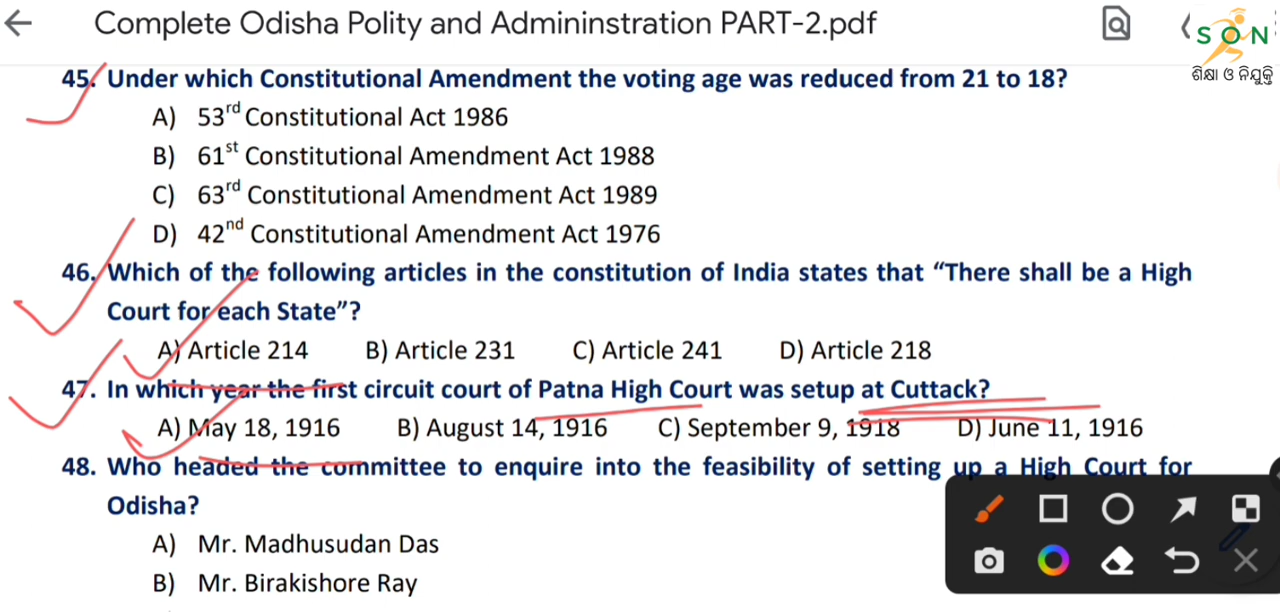 Complete Odisha Polity and Admininstration PART-2.pdf
SON
ଶିକ୍ଷା ଓ ନିଯୁକ୍ତି
45. Under which Constitutional Amendment the voting age was reduced from 21 to 18?
A) 53rd Constitutional Act 1986
B) 61st Constitutional Amendment Act 1988
C) 63rd Constitutional Amendment Act 1989
D) 42nd Constitutional Amendment Act 1976
46. Which of the following articles in the constitution of India states that “There shall be a High
Court for each State”?
A) Article 214 B) Article 231 C) Article 241 D) Article 218
47. In which year the first circuit court of Patna High Court was setup at Cuttack?
A) May 18, 1916 B) August 14, 1916 C) September 9, 1918 D) June 11, 1916
48. Who headed the committee to enquire into the feasibility of setting up a High Court for
Odisha?
A) Mr. Madhusudan Das
B) Mr. Birakishore Ray